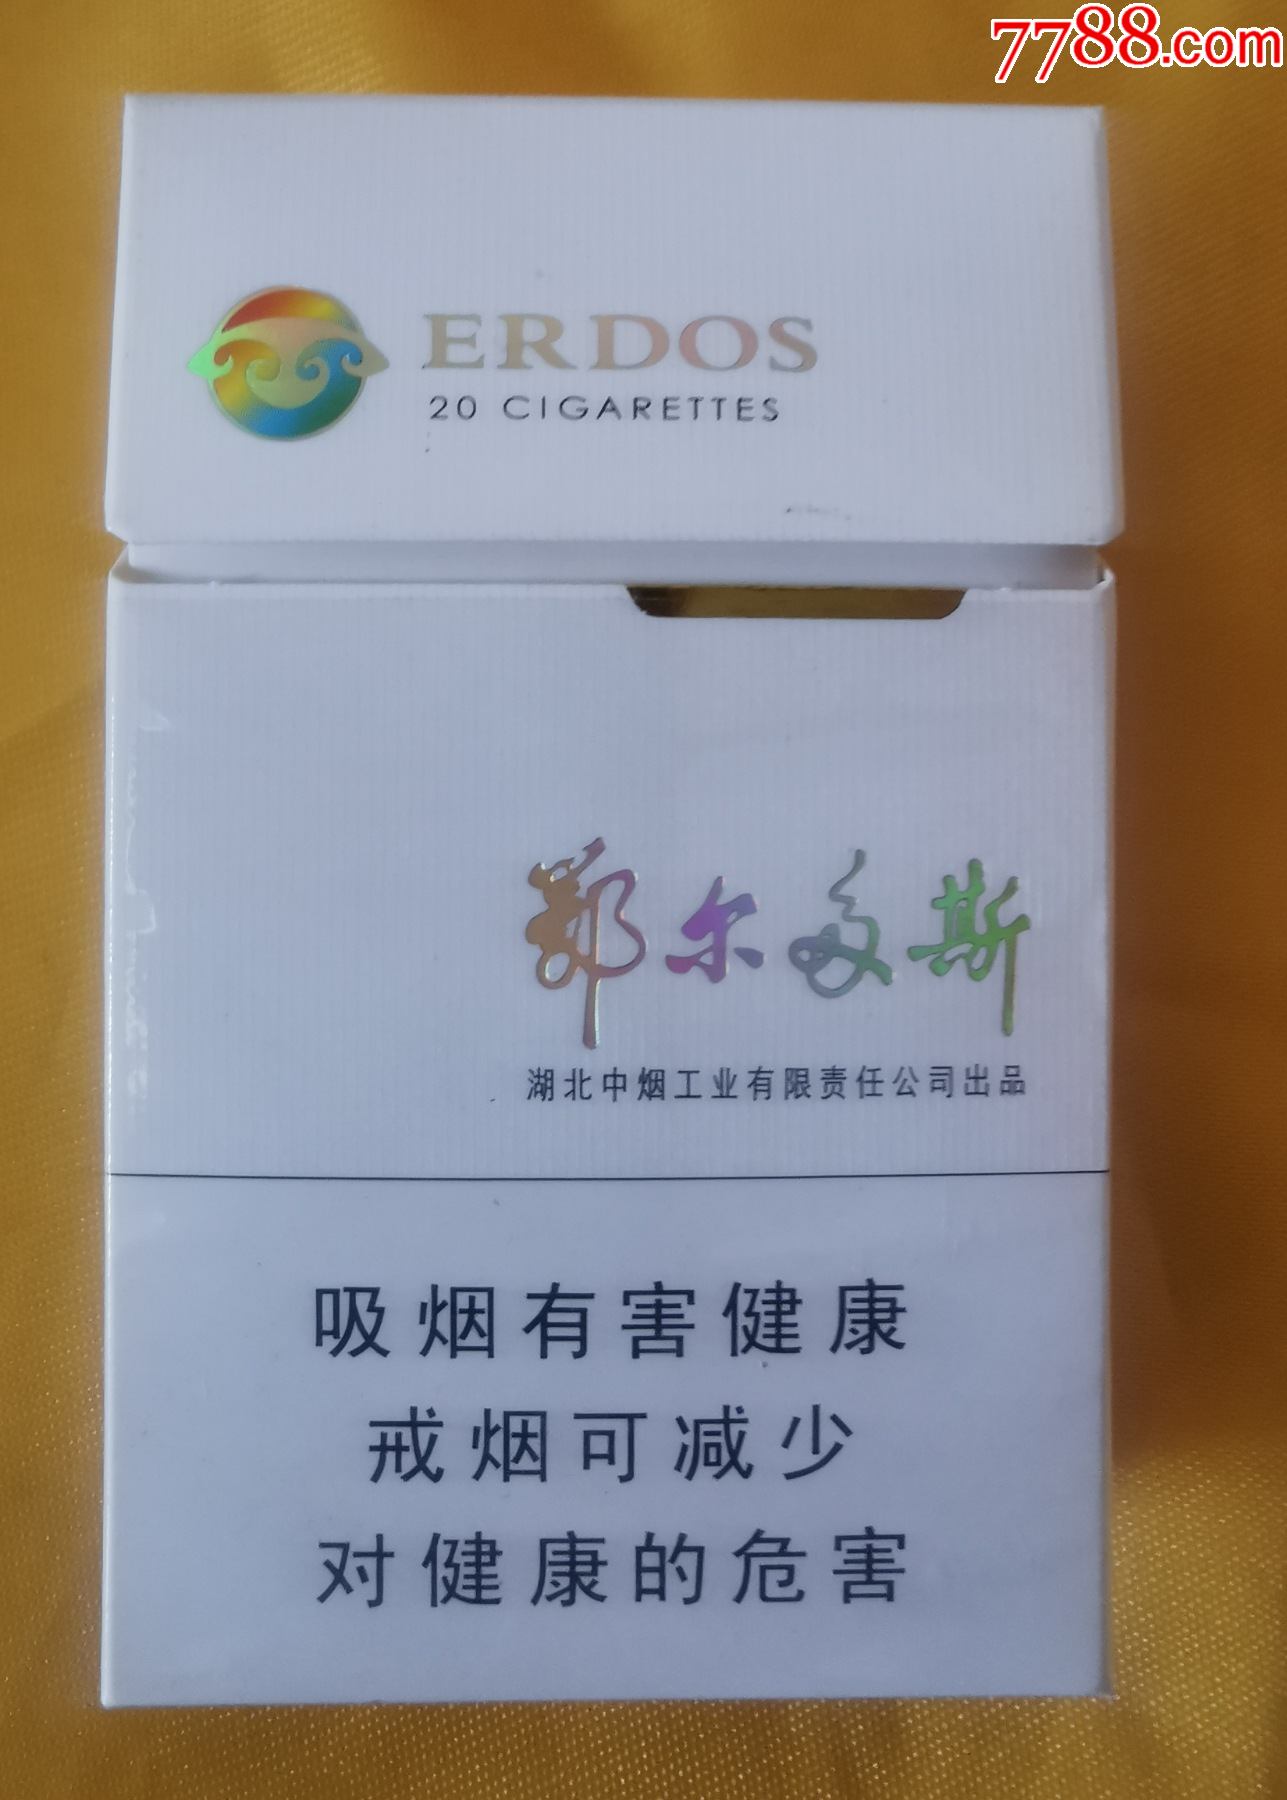 7788.com
ERDOS
20 CIGARETTES
鄂尔多斯
湖北中烟工业有限责任公司出品
吸烟有害健康
戒烟可减少
对健康的危害